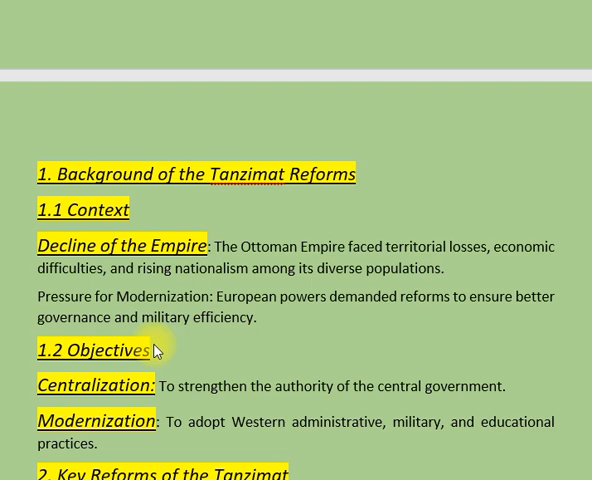 1. Background of the Tanzimat Reforms
1.1 Context
Decline of the Empire: The Ottoman Empire faced territorial losses, economic
difficulties, and rising nationalism among its diverse populations.
Pressure for Modernization: European powers demanded reforms to ensure better
governance and military efficiency.
1.2 Objectives
Centralization: To strengthen the authority of the central government.
Modernization: To adopt Western administrative, military, and educational
practices.
2. Key Reforms of the Tanzimat